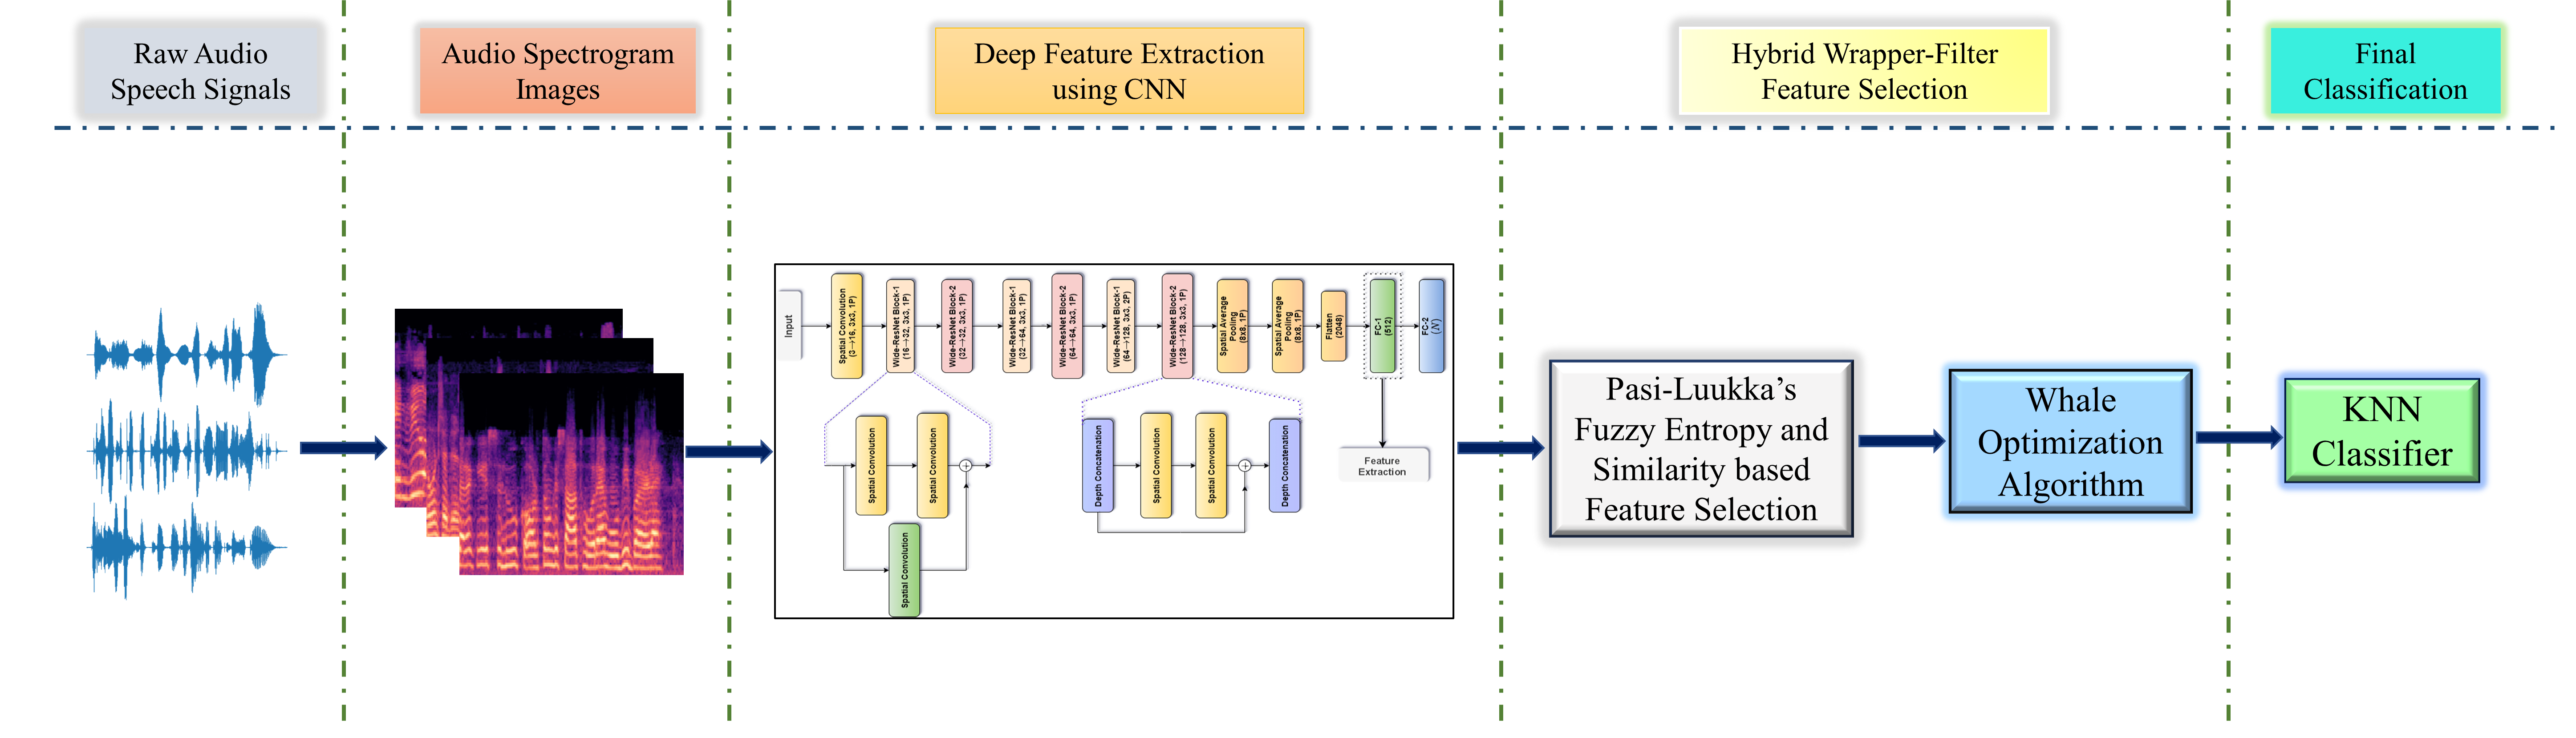 Raw Audio
Speech Signals
Audio Spectrogram
Images
Deep Feature Extraction
using CNN
Hybrid Wrapper-Filter
Feature Selection
Final
Classification
Input
Spatial Convolution
(3→16, 3x3, 1P)
Wide-ResNet Block-1
(16→32, 3x3, 1P)
Wide-ResNet Block-2
(32→32, 3x3, 1P)
Wide-ResNet Block-1
(32→64, 3x3, 1P)
Wide-ResNet Block-2
(64→64, 3x3, 1P)
Wide-ResNet Block-1
(64→128, 3x3, 2P)
Wide-ResNet Block-2
(128→128, 3x3, 1P)
Spatial Average
Pooling
(8x8, 1P)
Spatial Average
Pooling
(8x8, 1P)
Flatten
(2048)
FC-1
(512)
FC-2
(N)
Spatial Convolution
Spatial Convolution
Spatial Convolution
Depth Concatenation
Spatial Convolution
Spatial Convolution
Depth Concatenation
Feature
Extraction
Pasi-Luukka’s
Fuzzy Entropy and
Similarity based
Feature Selection
Whale
Optimization
Algorithm
KNN
Classifier